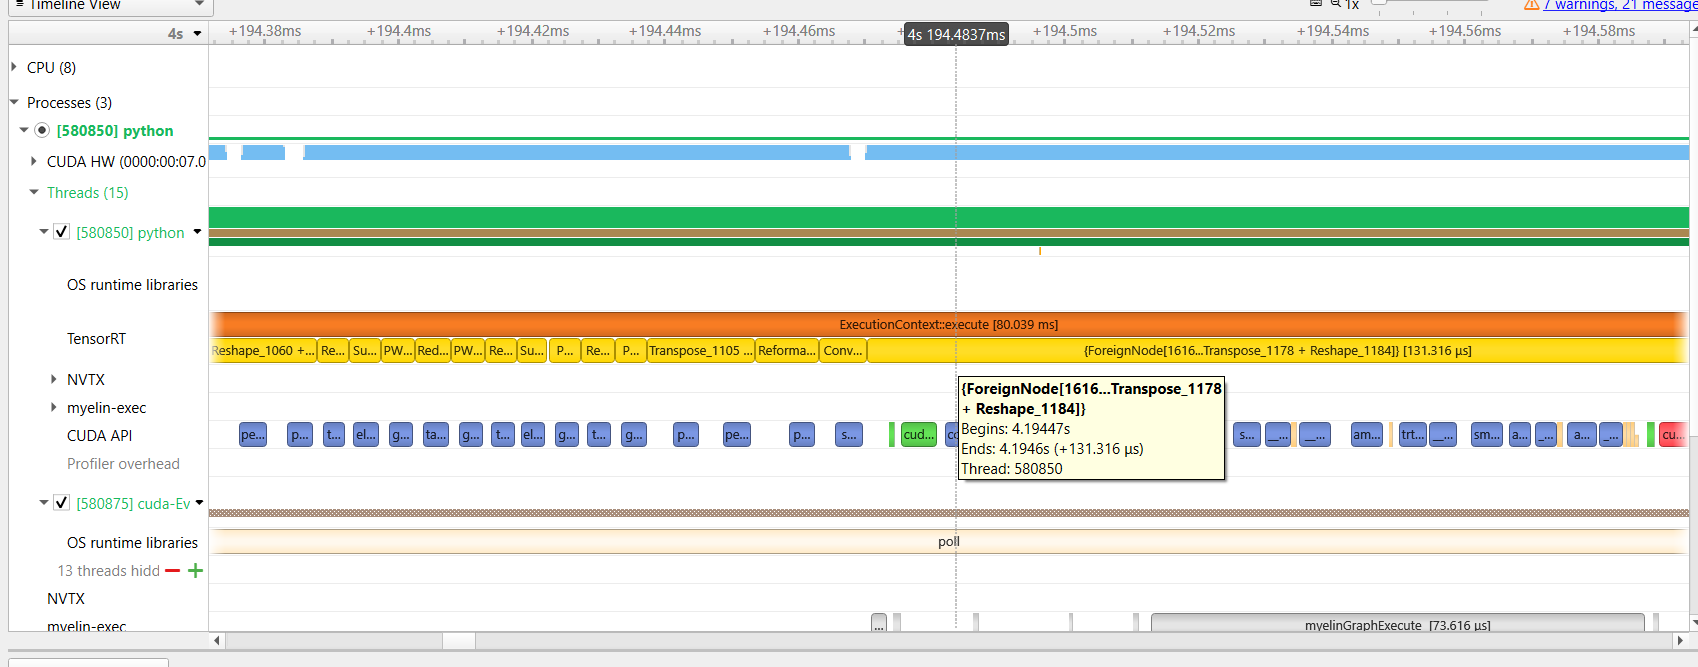 Timeline View
1x
7 warnings, 21 message
4s
+194.38ms
+194.4ms
+194.42ms
+194.44ms
+194.46ms
4s 194.4837ms
+194.5ms
+194.52ms
+194.54ms
+194.56ms
+194.58ms
CPU (8)
Processes (3)
[580850] python
CUDA HW (0000:00:07.0
Threads (15)
[580850] python
OS runtime libraries
TensorRT
ExecutionContext::execute [80.039 ms]
Reshape_1060 +...
Re...
Su...
PW...
Red...
PW...
Re...
Su...
P...
Re...
P...
Transpose_1105 ...
Reforma...
Conv...
{ForeignNode[1616...Transpose_1178 + Reshape_1184]} [131.316 μs]
NVTX
myelin-exec
{ForeignNode[1616...Transpose_1178
+ Reshape_1184]}
Begins: 4.19447s
Ends: 4.1946s (+131.316 μs)
Thread: 580850
CUDA API
pe...
p...
t...
el...
g...
ta...
g...
t...
el...
g...
t...
g...
p...
pe...
p...
s...
cud...
s...
__...
__...
am...
trt...
__...
sm...
a...
_...
a...
_...
cu...
Profiler overhead
[580875] cuda-Ev
OS runtime libraries
poll
13 threads hidd
NVTX
myelin-exec
...
myelinGraphExecute [73.616 μs]